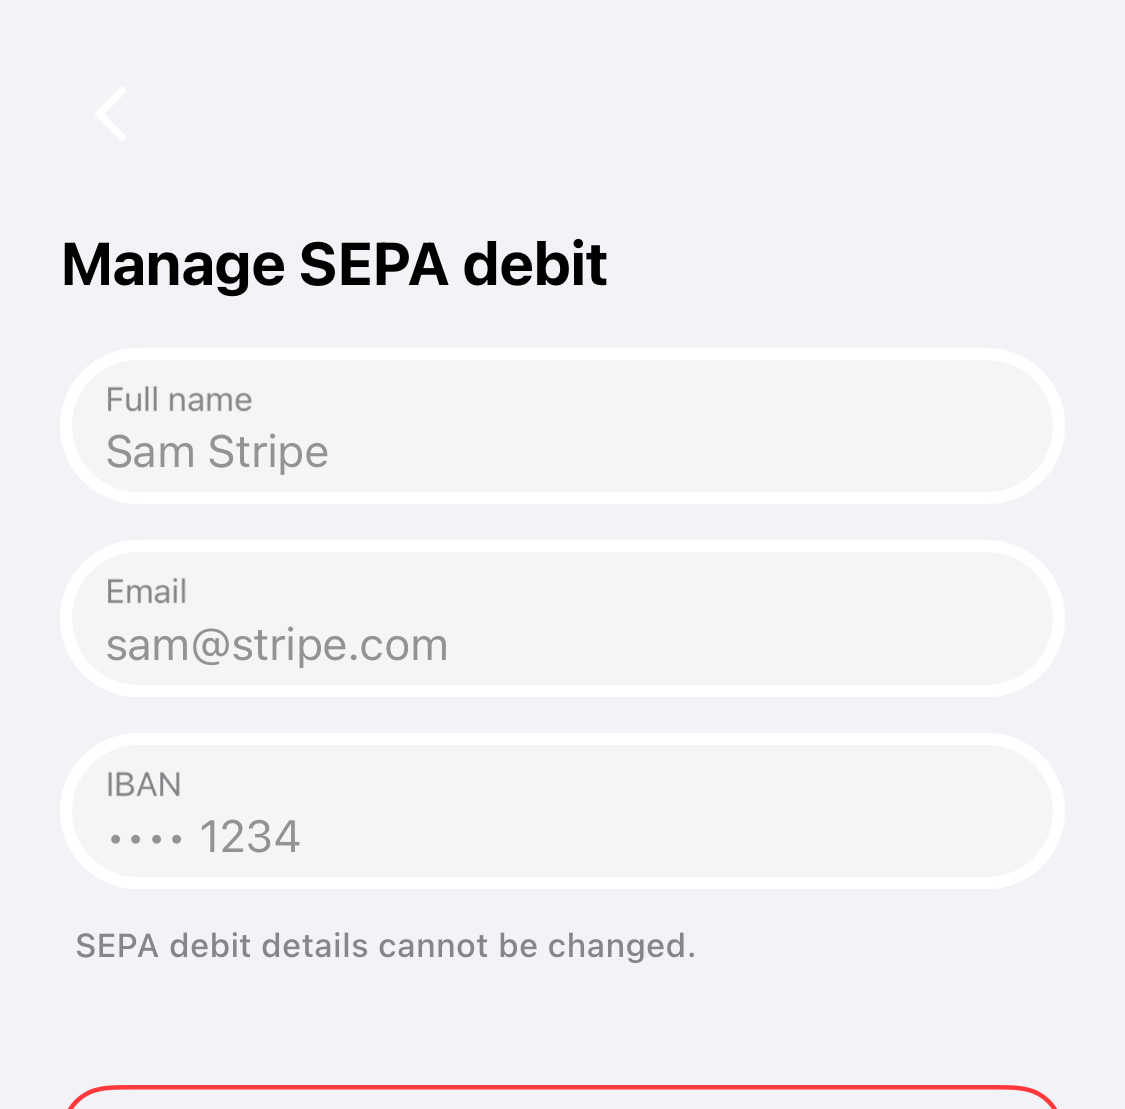 Manage SEPA debit
Full name
Sam Stripe
Email
sam@stripe.com
IBAN
•••• 1234
SEPA debit details cannot be changed.